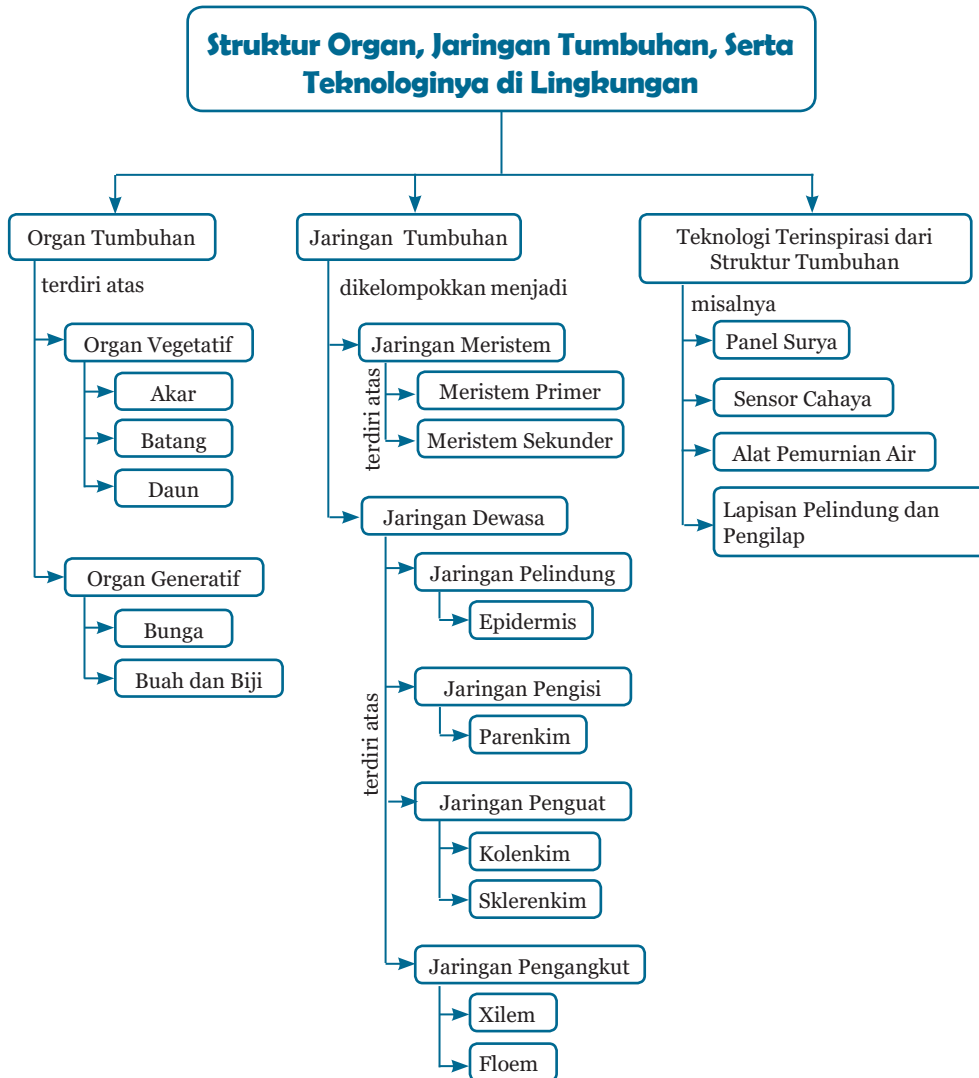 Struktur Organ, Jaringan Tumbuhan, Serta
Teknologinya di Lingkungan
Organ Tumbuhan
terdiri atas
Organ Vegetatif
Akar
Batang
Daun
Organ Generatif
Bunga
Buah dan Biji
Jaringan Tumbuhan
dikelompokkan menjadi
Jaringan Meristem
terdiri atas
Meristem Primer
Meristem Sekunder
Jaringan Dewasa
terdiri atas
Jaringan Pelindung
Epidermis
Jaringan Pengisi
Parenkim
Jaringan Penguat
Kolenkim
Sklerenkim
Jaringan Pengangkut
Xilem
Floem
Teknologi Terinspirasi dari
Struktur Tumbuhan
misalnya
Panel Surya
Sensor Cahaya
Alat Pemurnian Air
Lapisan Pelindung dan
Pengilap